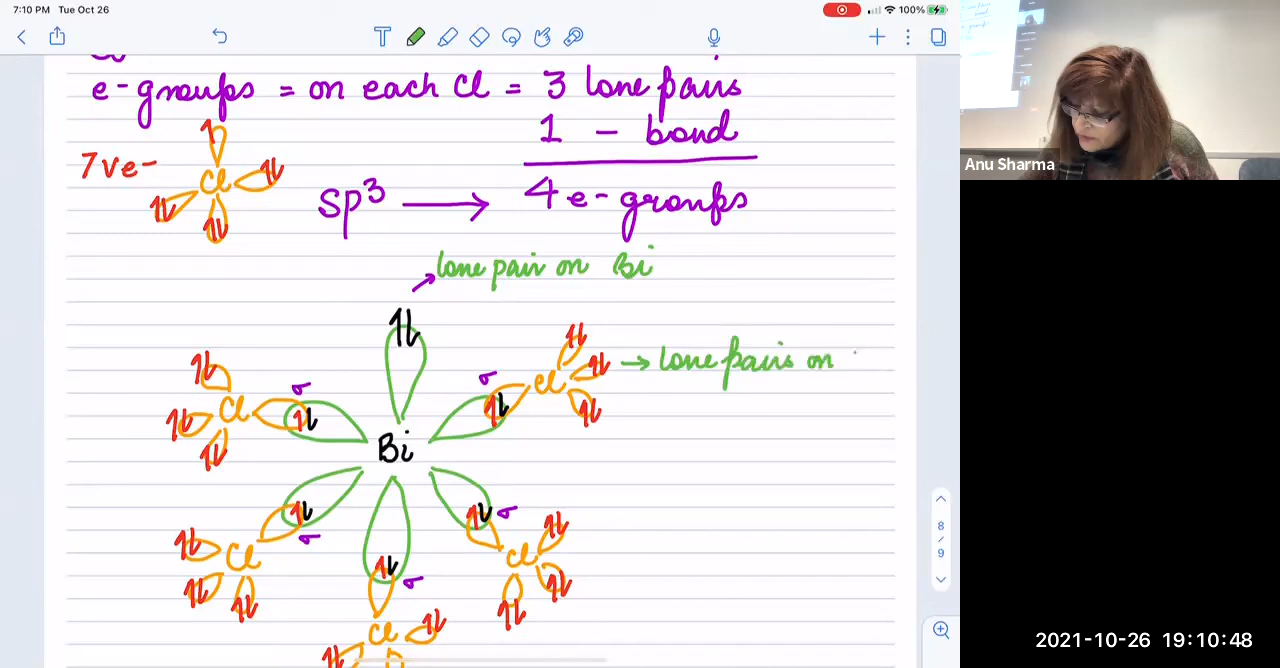 7:10 PM Tue Oct 26
100%
e- groups = on each Cl = 3 lone pairs
1 - bond
7 ve-
Cl
sp³ → 4 e- groups
lone pair on Bi
→ lone pairs on
σ
σ
Cl
Cl
Bi
σ
σ
Cl
Cl
σ
Cl
8
9
Anu Sharma
2021-10-26 19:10:48